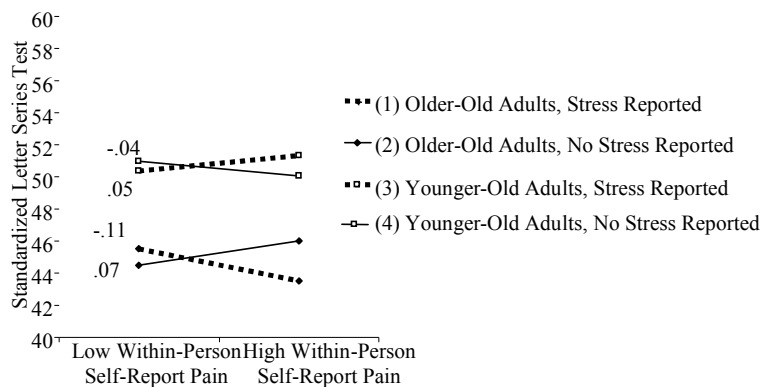 Standardized Letter Series Test
60
58
56
54
52
50
48
46
44
42
40
-.04
.05
-.11
.07
Low Within-Person
Self-Report Pain
High Within-Person
Self-Report Pain
(1) Older-Old Adults, Stress Reported
(2) Older-Old Adults, No Stress Reported
(3) Younger-Old Adults, Stress Reported
(4) Younger-Old Adults, No Stress Reported